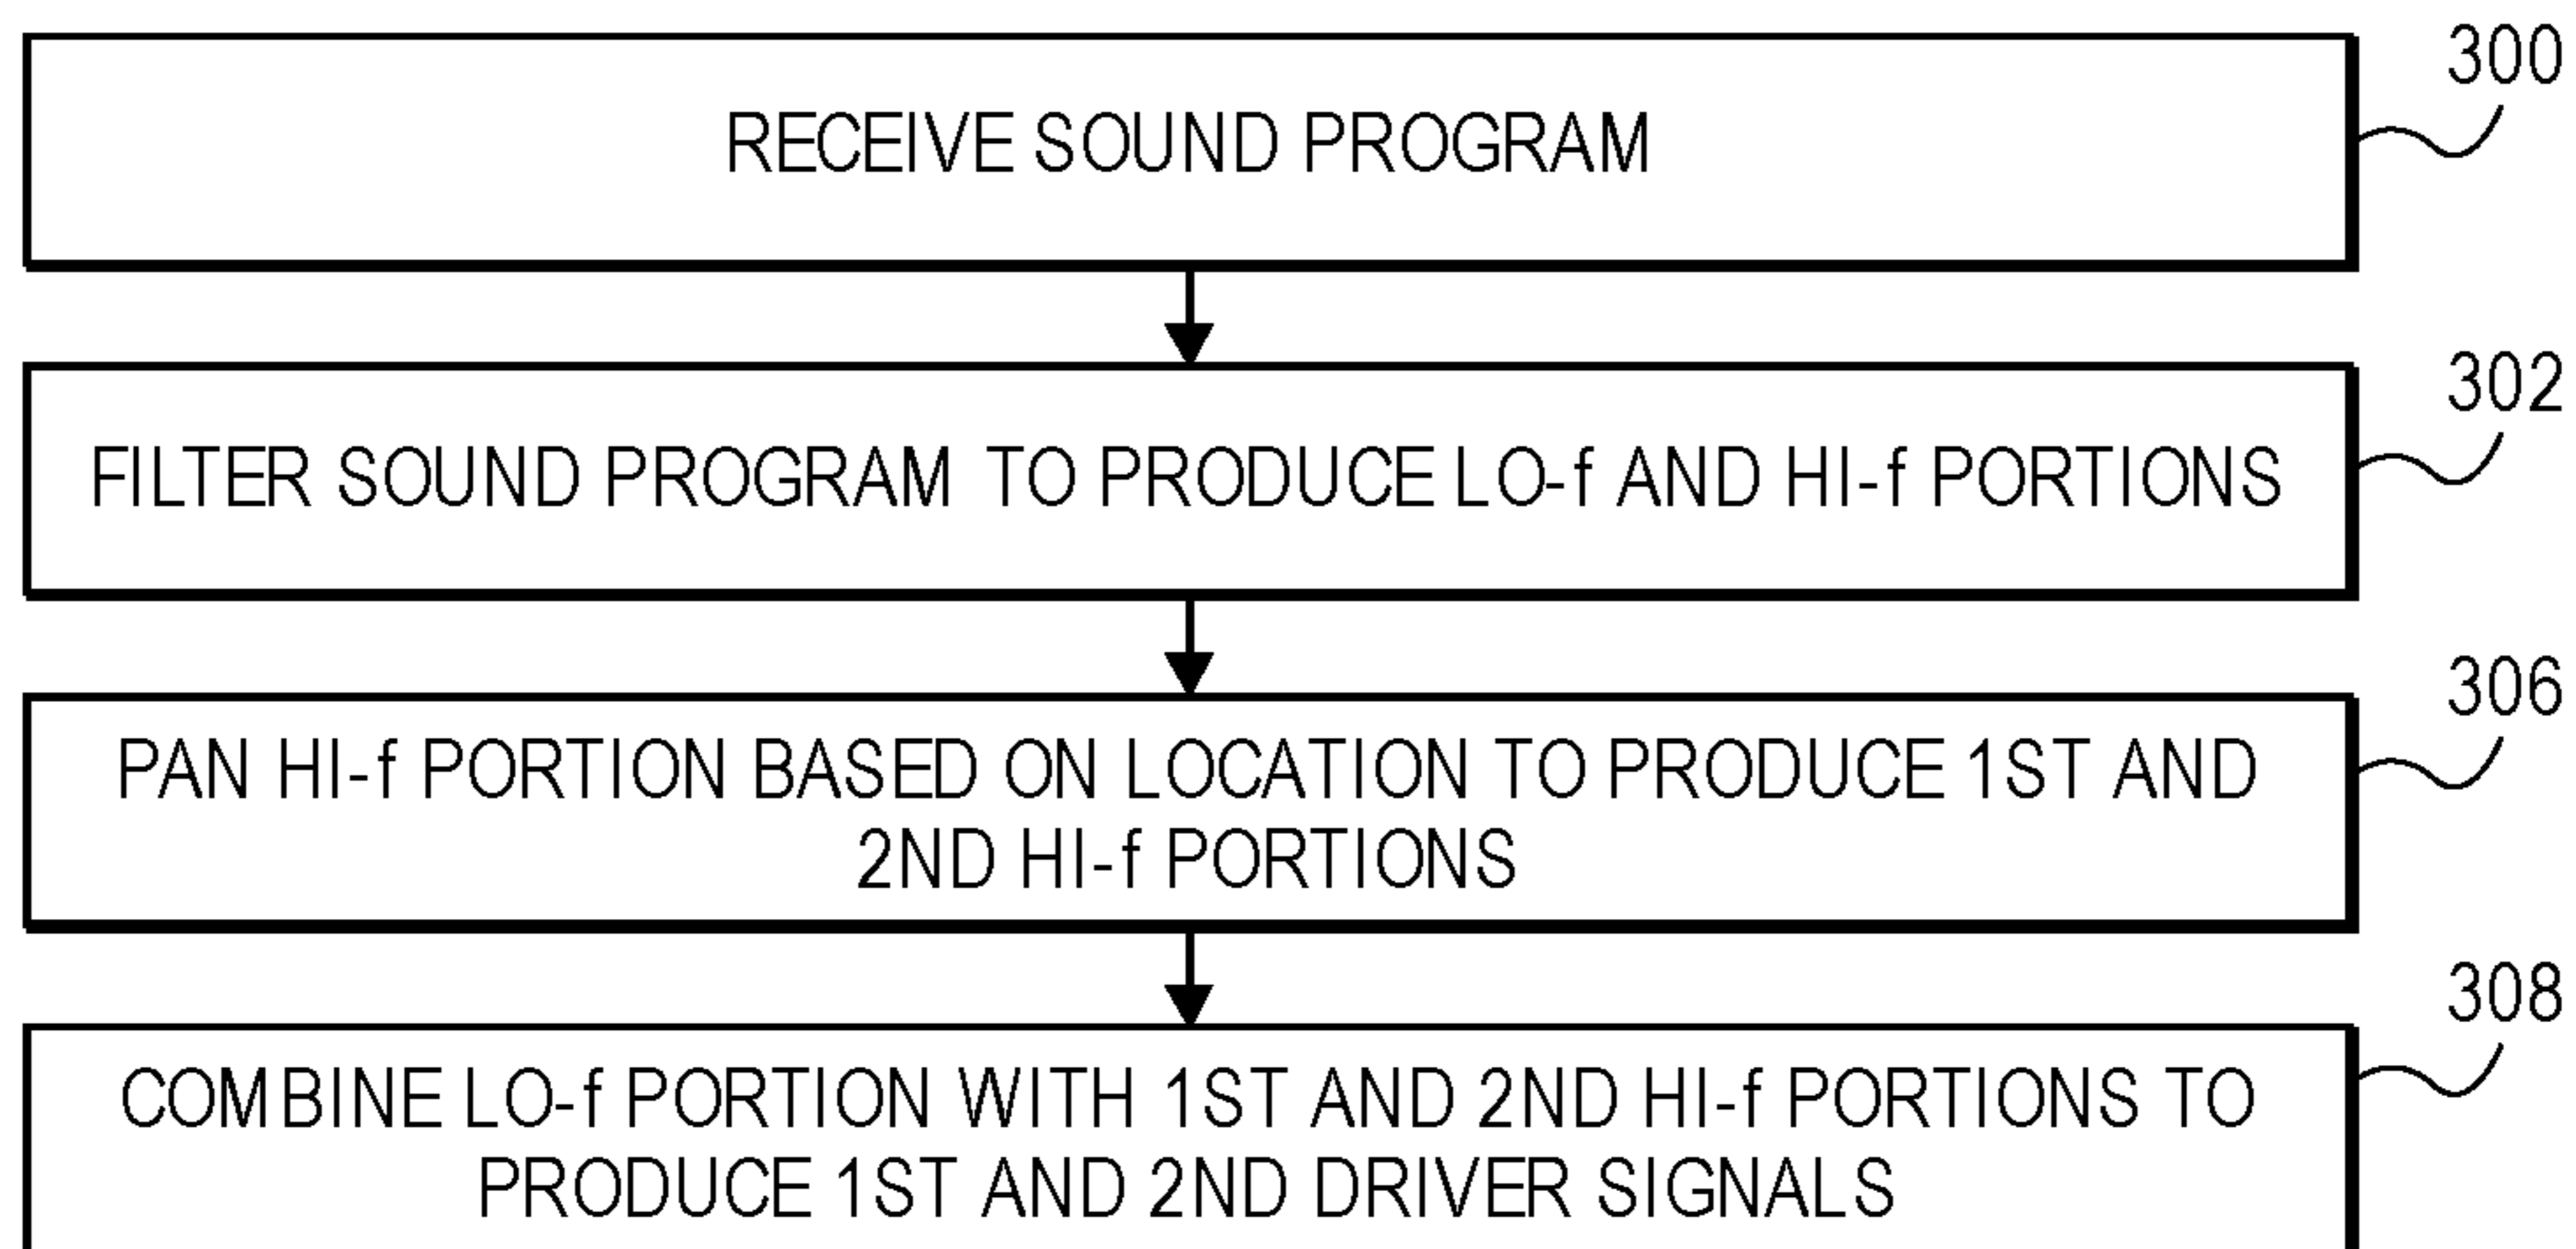 300
RECEIVE SOUND PROGRAM
302
FILTER SOUND PROGRAM TO PRODUCE LO-f AND HI-f PORTIONS
306
PAN HI-f PORTION BASED ON LOCATION TO PRODUCE 1ST AND
2ND HI-f PORTIONS
308
COMBINE LO-f PORTION WITH 1ST AND 2ND HI-f PORTIONS TO
PRODUCE 1ST AND 2ND DRIVER SIGNALS